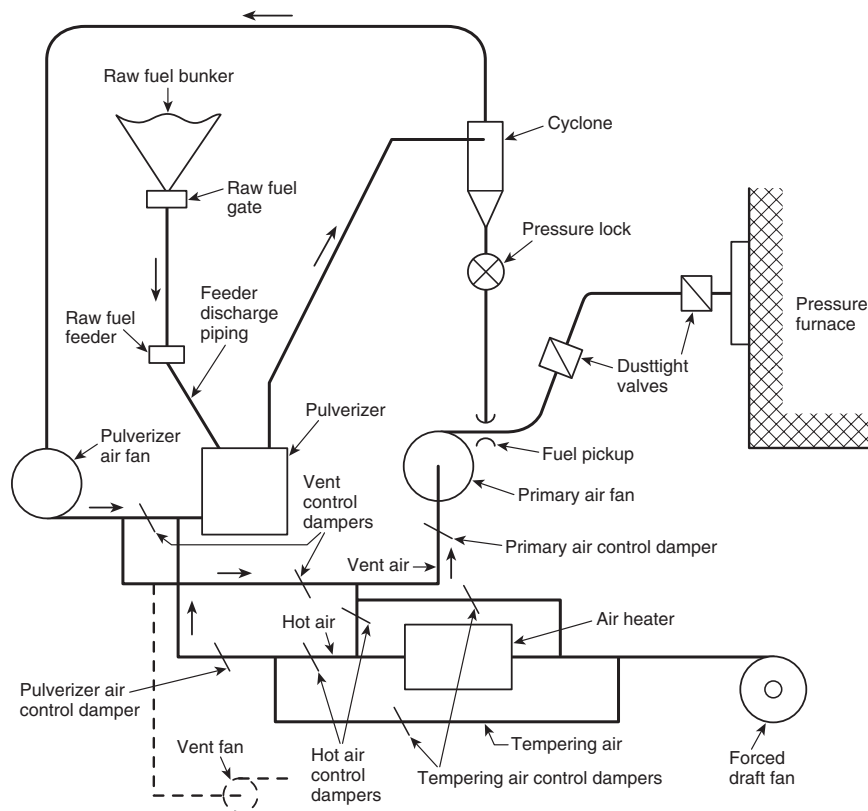 Raw fuel bunker
Cyclone
Raw fuel
gate
Pressure lock
Feeder
discharge
piping
Raw fuel
feeder
Pressure
furnace
Dusttight
valves
Pulverizer
Pulverizer
air fan
Fuel pickup
Vent
control
dampers
Primary air fan
Primary air control damper
Vent air
Hot air
Air heater
Pulverizer air
control damper
Vent fan
Hot air
control
dampers
Tempering air
Tempering air control dampers
Forced
draft fan